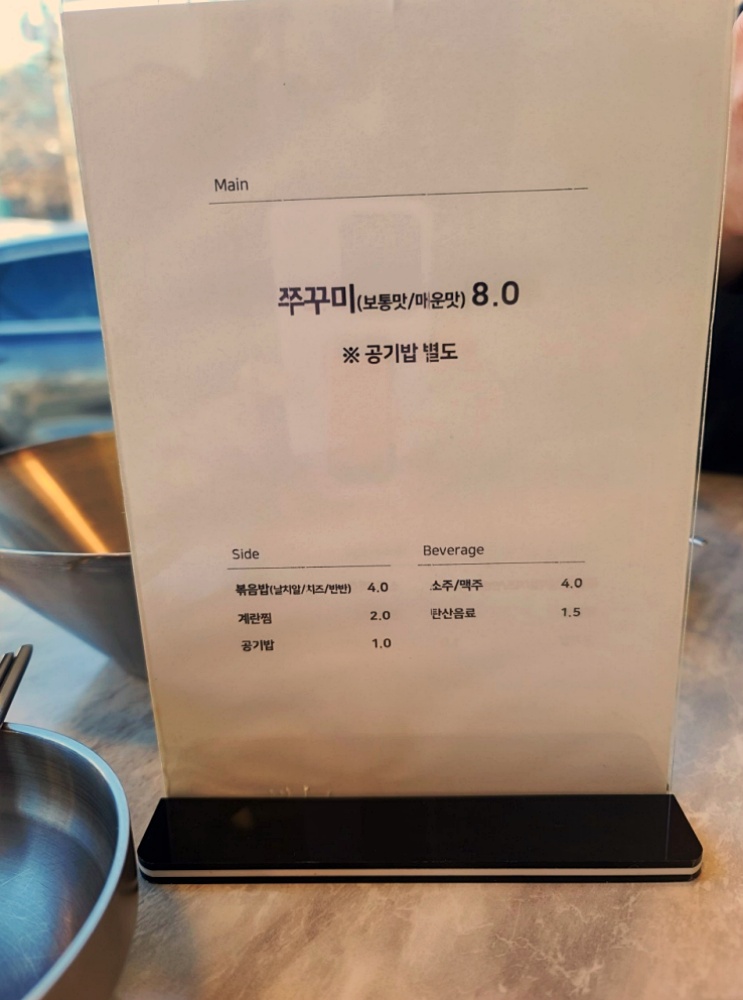 Main
쭈꾸미(보통맛/매운맛) 8.0
※ 공기밥 별도
Side
볶음밥(날치알/치즈/반반) 4.0
계란찜 2.0
공기밥 1.0
Beverage
소주/맥주 4.0
탄산음료 1.5